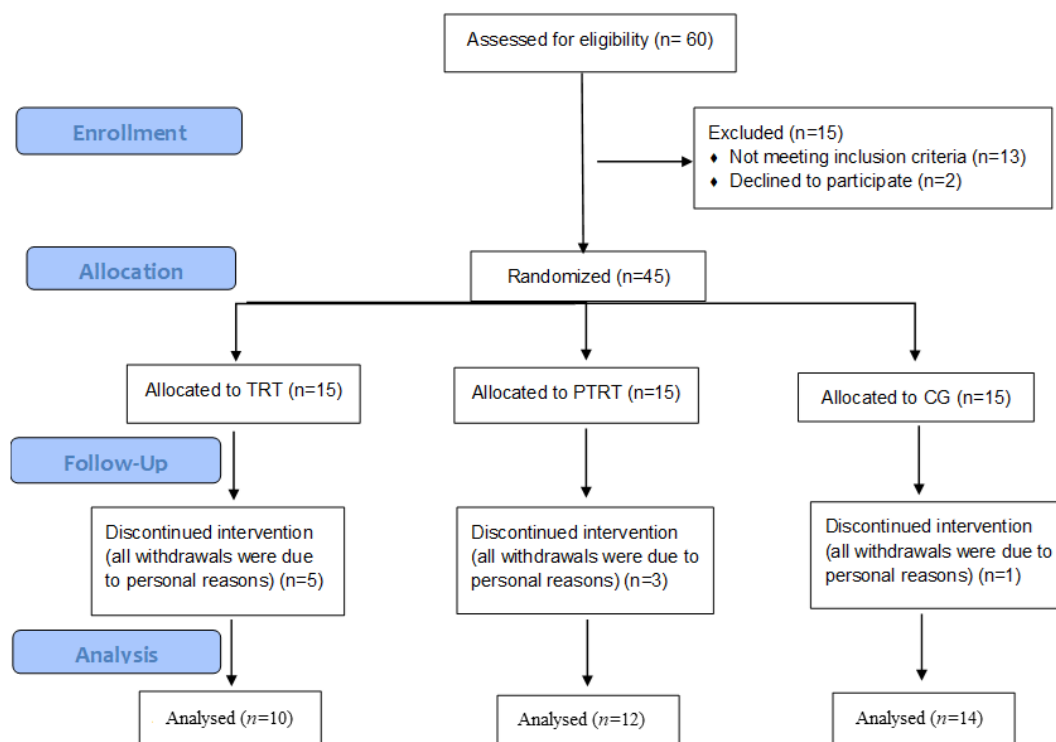 Assessed for eligibility (n= 60)
Enrollment
Excluded (n=15)
♦ Not meeting inclusion criteria (n=13)
♦ Declined to participate (n=2)
Allocation
Randomized (n=45)
Allocated to TRT (n=15)
Allocated to PTRT (n=15)
Allocated to CG (n=15)
Follow-Up
Discontinued intervention
(all withdrawals were due
to personal reasons) (n=5)
Discontinued intervention
(all withdrawals were due to
personal reasons) (n=3)
Discontinued intervention
(all withdrawals were due to
personal reasons) (n=1)
Analysis
Analysed (n=10)
Analysed (n=12)
Analysed (n=14)